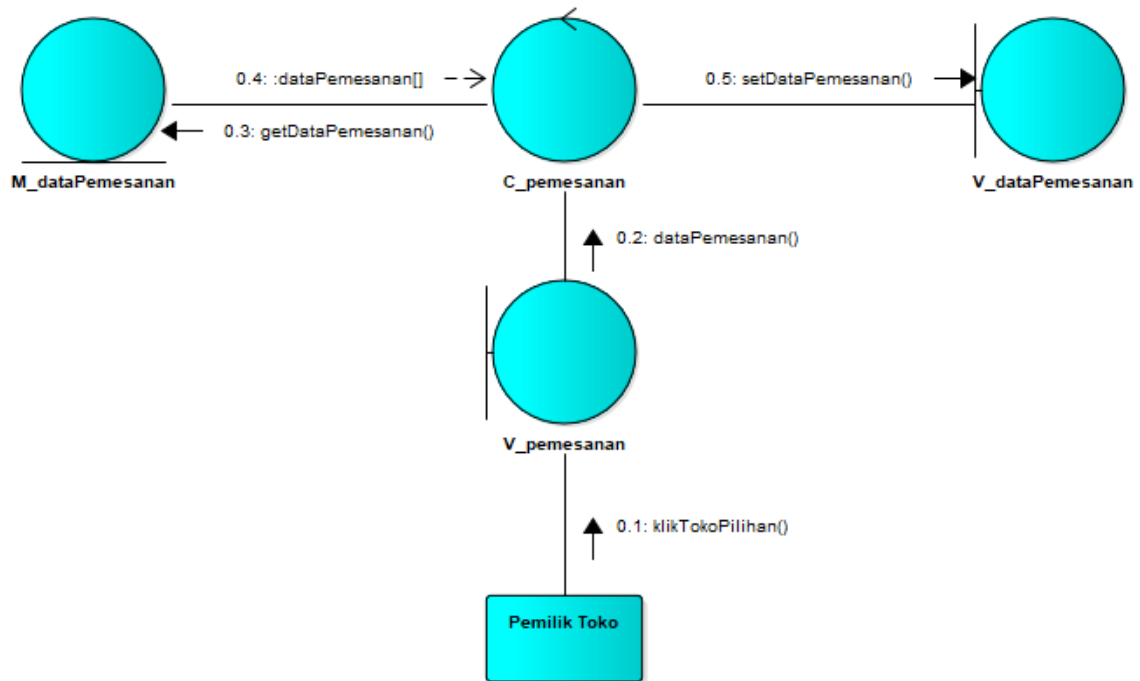 0.4: :dataPemesanan[]
0.5: setDataPemesanan()
0.3: getDataPemesanan()
M_dataPemesanan
C_pemesanan
V_dataPemesanan
0.2: dataPemesanan()
V_pemesanan
0.1: klikTokoPilihan()
Pemilik Toko